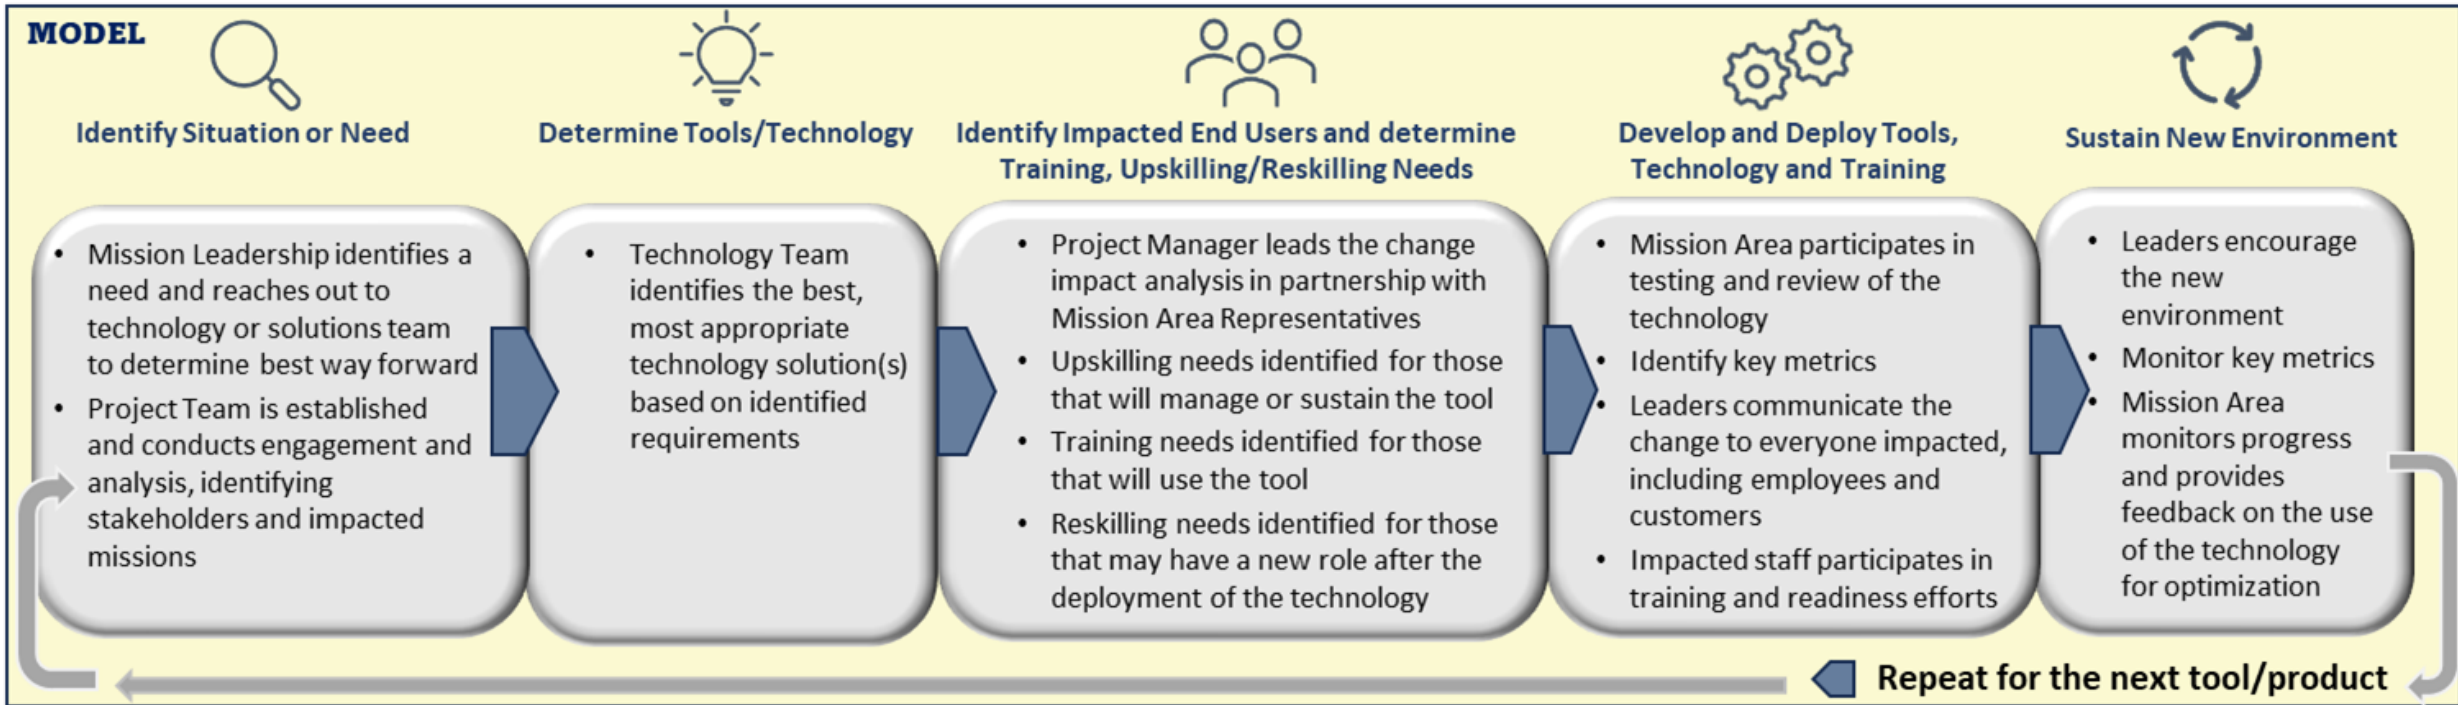 MODEL
Identify Situation or Need
• Mission Leadership identifies a
need and reaches out to
technology or solutions team
to determine best way forward
• Project Team is established
and conducts engagement and
analysis, identifying
stakeholders and impacted
missions
Determine Tools/Technology
• Technology Team
identifies the best,
most appropriate
technology solution(s)
based on identified
requirements
Identify Impacted End Users and determine
Training, Upskilling/Reskilling Needs
• Project Manager leads the change
impact analysis in partnership with
Mission Area Representatives
• Upskilling needs identified for those
that will manage or sustain the tool
• Training needs identified for those
that will use the tool
• Reskilling needs identified for those
that may have a new role after the
deployment of the technology
Develop and Deploy Tools,
Technology and Training
• Mission Area participates in
testing and review of the
technology
• Identify key metrics
• Leaders communicate the
change to everyone impacted,
including employees and
customers
• Impacted staff participates in
training and readiness efforts
Sustain New Environment
• Leaders encourage
the new
environment
• Monitor key metrics
• Mission Area
monitors progress
and provides
feedback on the use
of the technology
for optimization
Repeat for the next tool/product